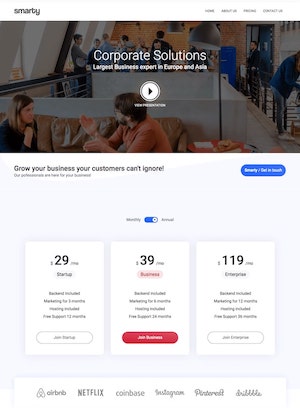 smarty
HOME ABOUT US PRICING CONTACT US
Corporate Solutions
Largest Business expert in Europe and Asia
VIEW PRESENTATION
Grow your business your customers can't ignore!
Our professionals are here for your business!
Smarty / Get in touch
Monthly Annual
$ 29 /mo
Startup
Backend Included
Marketing for 3 months
Hosting Included
Free Support 12 months
Join Startup
$ 39 /mo
Business
Backend Included
Marketing for 6 months
Hosting Included
Free Support 24 months
Join Business
$ 119 /mo
Enterprise
Backend Included
Marketing for 12 months
Hosting Included
Free Support 36 months
Join Enterprise
airbnb NETFLIX coinbase Instagram Pinterest dribbble